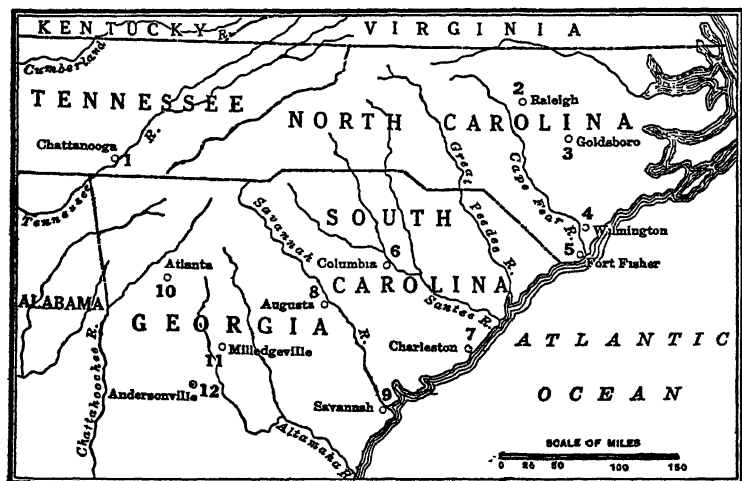 KENTUCKY
R.
VIRGINIA
Cumberland
TENNESSEE
2
Raleigh
NORTH CAROLINA
R.
3
Goldsboro
Chattanooga
1
Great Peedee R.
Cape Fear R.
Tennessee
Savannah R.
SOUTH CAROLINA
4
Wilmington
5
Fort Fisher
6
Columbia
Atlanta
10
ALABAMA
Augusta
8
Santee R.
GEORGIA
7
Charleston
ATLANTIC OCEAN
11
Milledgeville
Chattahoochee R.
Andersonville
12
9
Savannah
Altamaha R.
SCALE OF MILES
0 25 50 100 150